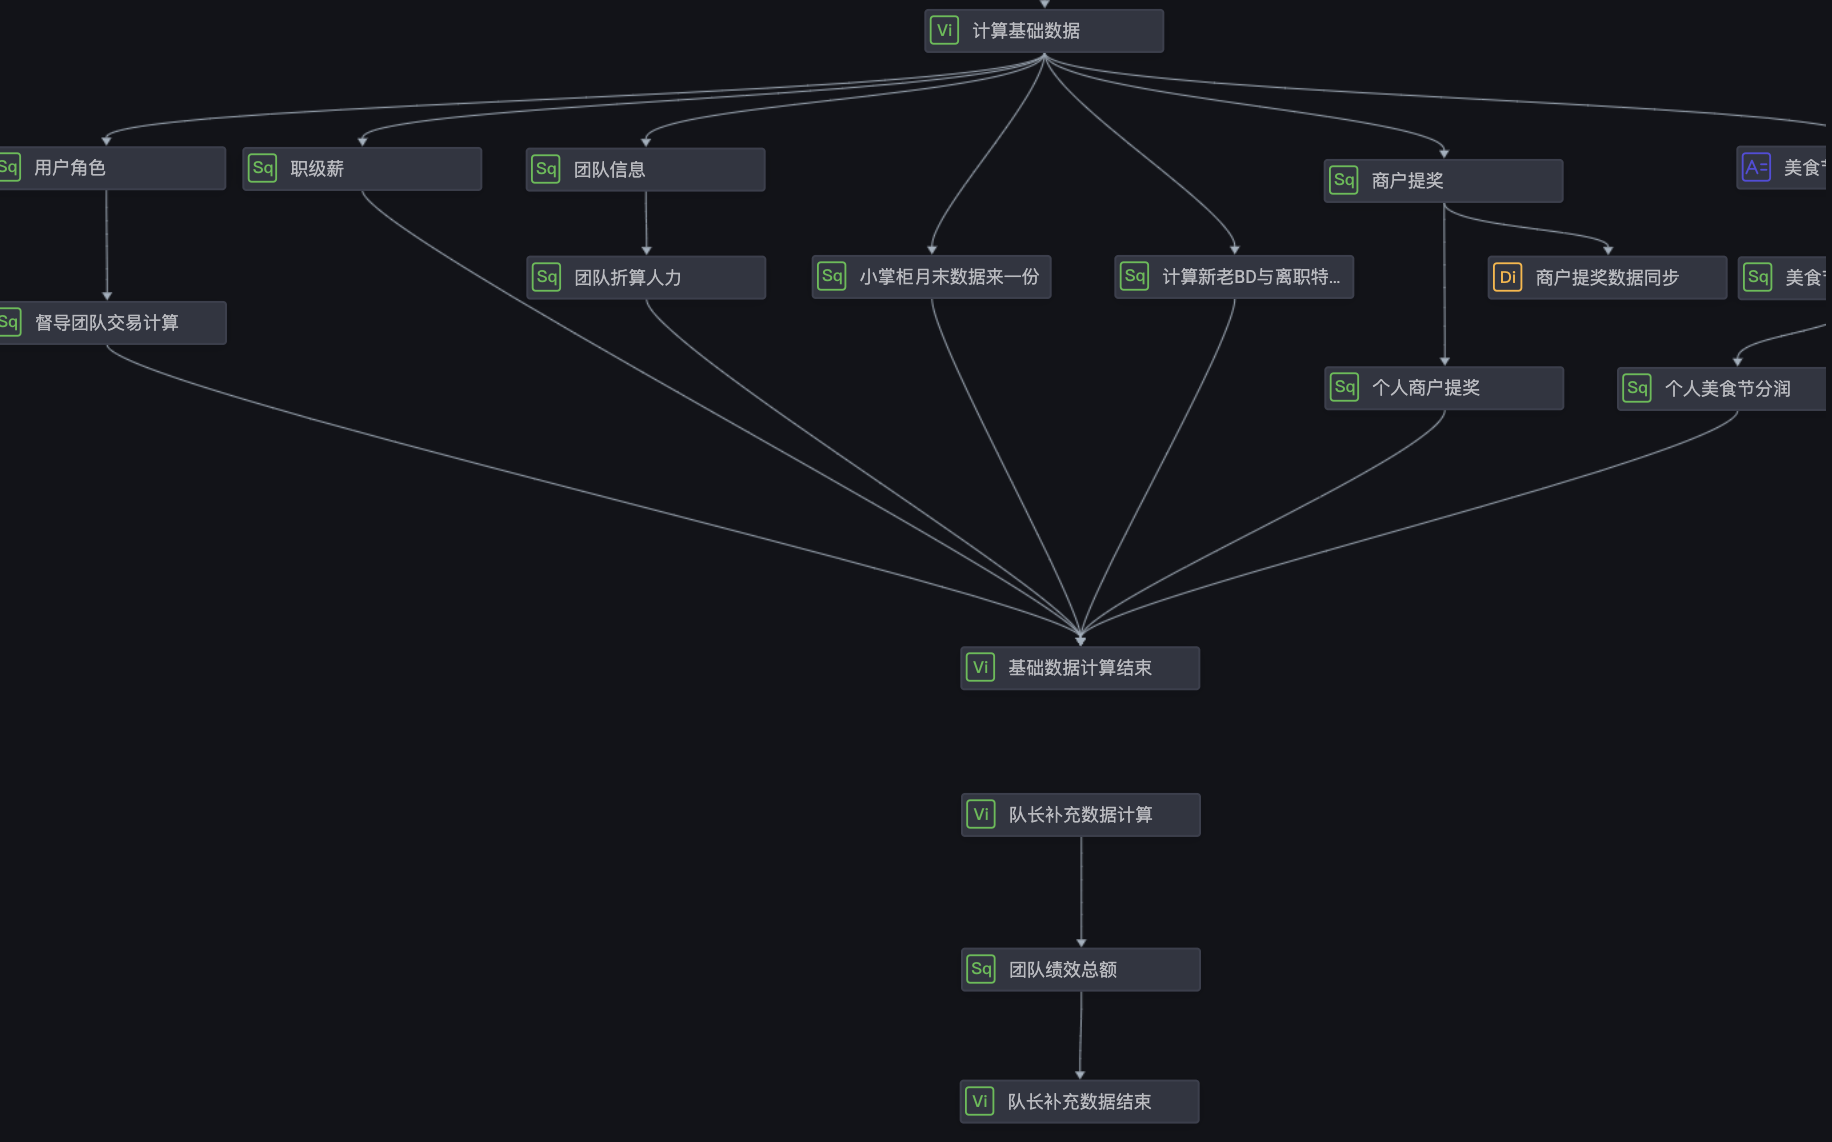 Vi 计算基础数据
Sq 用户角色
Sq 职级薪
Sq 团队信息
Sq 商户提奖
美食
Sq 团队折算人力
Sq 小掌柜月末数据来一份
Sq 计算新老BD与离职特...
Di 商户提奖数据同步
Sq 美食
Sq 督导团队交易计算
Sq 个人商户提奖
Sq 个人美食节分润
Vi 基础数据计算结束
Vi 队长补充数据计算
Sq 团队绩效总额
Vi 队长补充数据结束